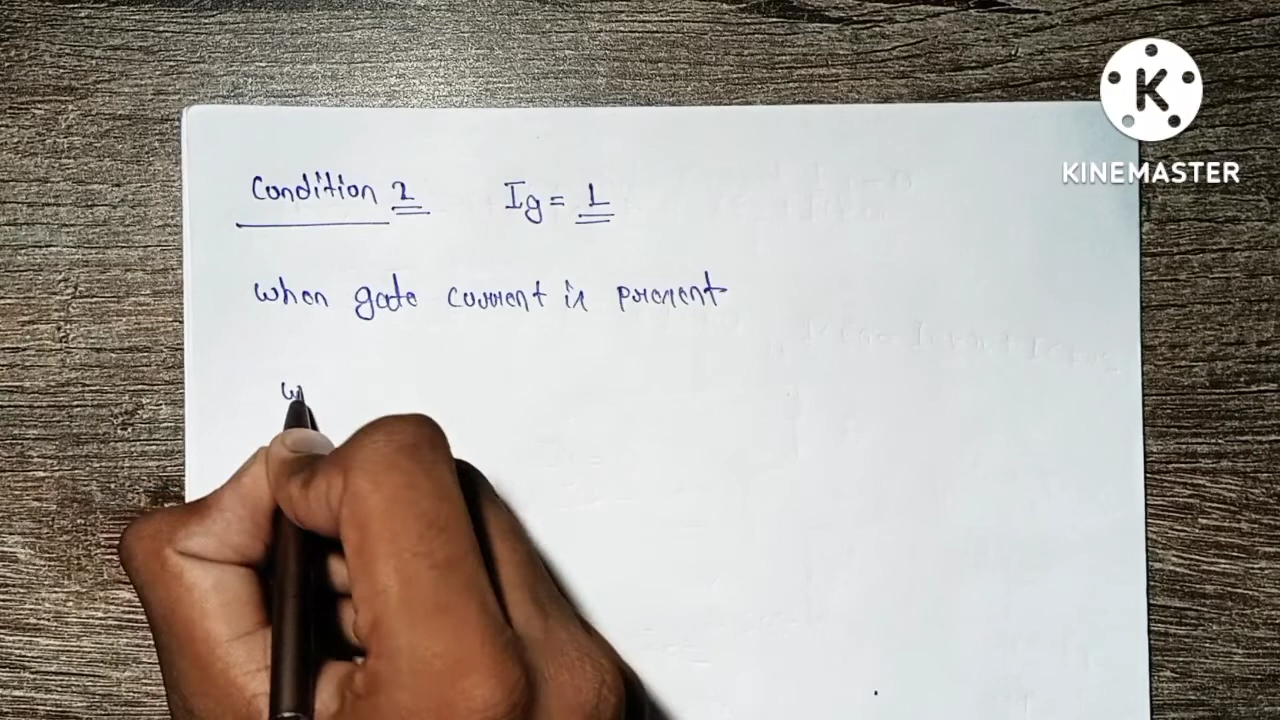 Condition 2 Ig = 1
When gate current is present
W
KINEMASTER